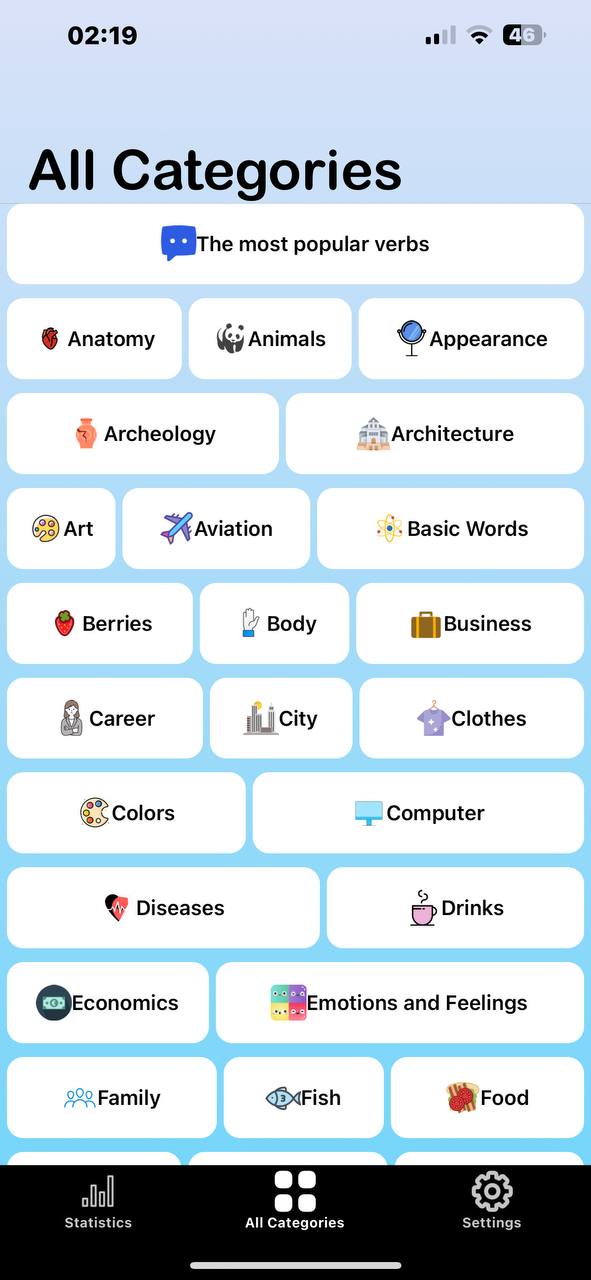 02:19
46
All Categories
The most popular verbs
Anatomy Animals Appearance
Archeology Architecture
Art Aviation Basic Words
Berries Body Business
Career City Clothes
Colors Computer
Diseases Drinks
Economics Emotions and Feelings
Family Fish Food
Statistics All Categories Settings